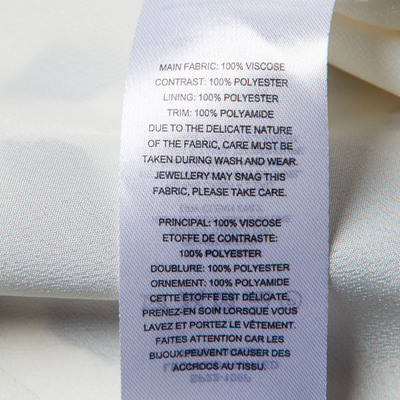 MAIN FABRIC: 100% VISCOSE
CONTRAST: 100% POLYESTER
LINING: 100% POLYESTER
TRIM: 100% POLYAMIDE
DUE TO THE DELICATE NATURE
OF THE FABRIC, CARE MUST BE
TAKEN DURING WASH AND WEAR.
JEWELLERY MAY SNAG THIS
FABRIC, PLEASE TAKE CARE.
PRINCIPAL: 100% VISCOSE
ETOFFE DE CONTRASTE:
100% POLYESTER
DOUBLURE: 100% POLYESTER
ORNEMENT: 100% POLYAMIDE
CETTE ÉTOFFE EST DÉLICATE,
PRENEZ-EN SOIN LORSQUE VOUS
LAVEZ ET PORTEZ LE VÊTEMENT.
FAITES ATTENTION CAR LES
BIJOUX PEUVENT CAUSER DES
ACCROCS AU TISSU.